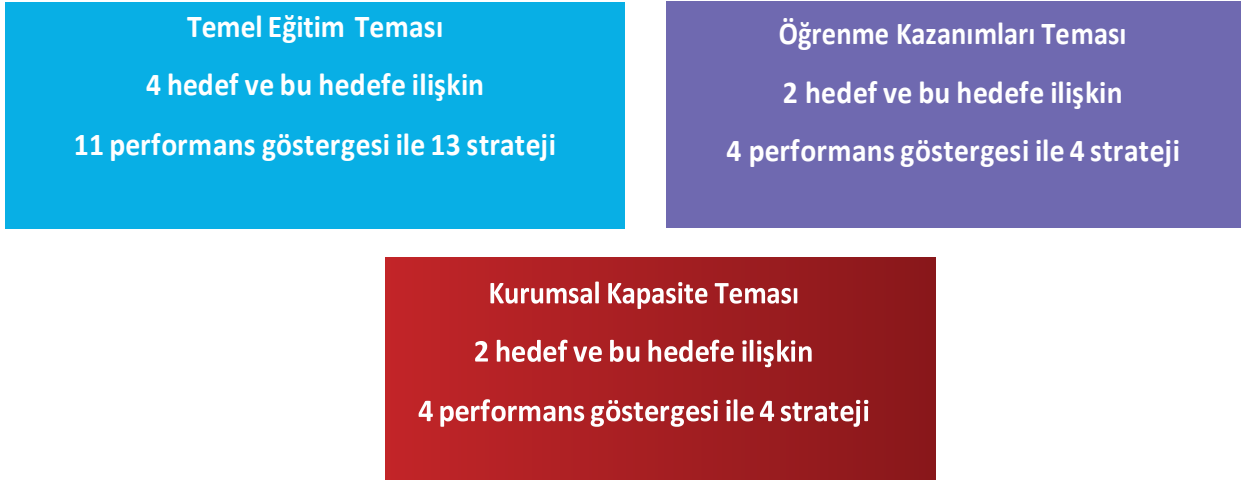 Temel Eğitim Teması
4 hedef ve bu hedefe ilişkin
11 performans göstergesi ile 13 strateji
Öğrenme Kazanımları Teması
2 hedef ve bu hedefe ilişkin
4 performans göstergesi ile 4 strateji
Kurumsal Kapasite Teması
2 hedef ve bu hedefe ilişkin
4 performans göstergesi ile 4 strateji